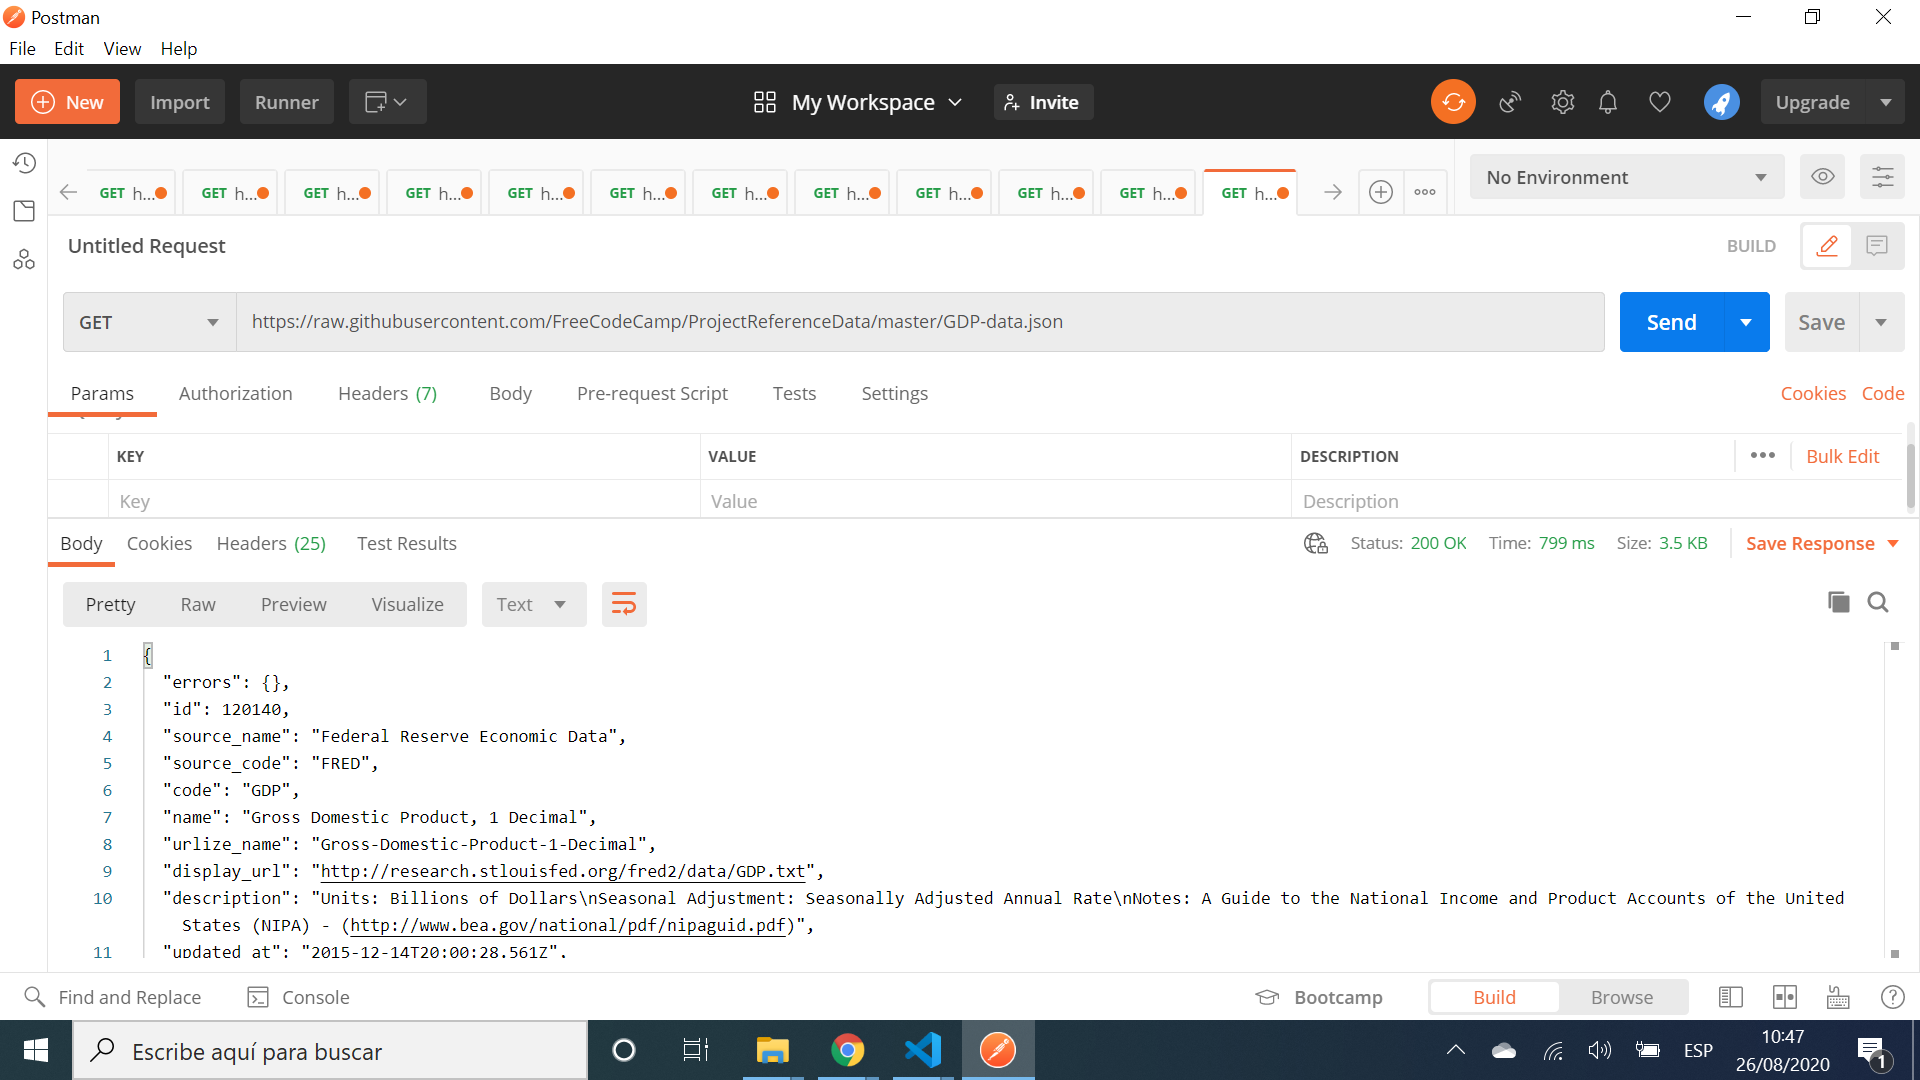 Postman
File Edit View Help
New Import Runner My Workspace Invite Upgrade
GET h... GET h... GET h... GET h... GET h... GET h... GET h... GET h... GET h... GET h... GET h... GET h... No Environment
Untitled Request BUILD
GET https://raw.githubusercontent.com/FreeCodeCamp/ProjectReferenceData/master/GDP-data.json Send Save
Params Authorization Headers (7) Body Pre-request Script Tests Settings Cookies Code
KEY VALUE DESCRIPTION Bulk Edit
Key Value Description
Body Cookies Headers (25) Test Results Status: 200 OK Time: 799 ms Size: 3.5 KB Save Response
Pretty Raw Preview Visualize Text
1 {
2 "errors": {},
3 "id": 120140,
4 "source_name": "Federal Reserve Economic Data",
5 "source_code": "FRED",
6 "code": "GDP",
7 "name": "Gross Domestic Product, 1 Decimal",
8 "urlize_name": "Gross-Domestic-Product-1-Decimal",
9 "display_url": "http://research.stlouisfed.org/fred2/data/GDP.txt",
10 "description": "Units: Billions of Dollars\nSeasonal Adjustment: Seasonally Adjusted Annual Rate\nNotes: A Guide to the National Income and Product Accounts of the United
States (NIPA) - (http://www.bea.gov/national/pdf/nipaguid.pdf)",
11 "updated_at": "2015-12-14T20:00:28.561Z",
Find and Replace Console Bootcamp Build Browse
Escribe aquí para buscar ESP 10:47
26/08/2020 1